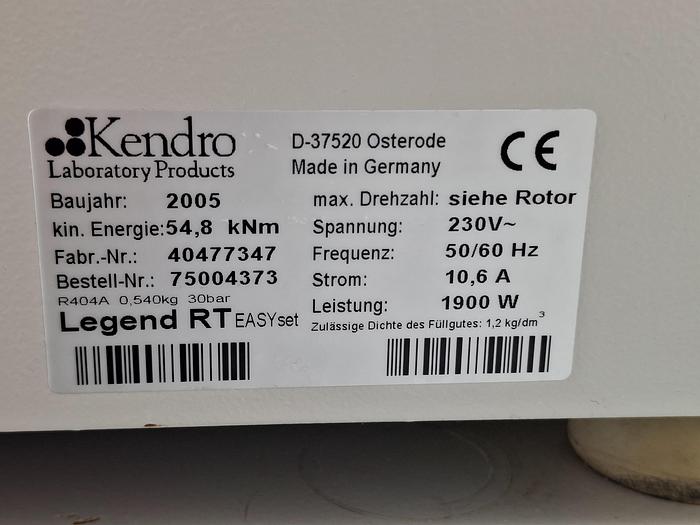 Kendro
Laboratory Products
D-37520 Osterode
Made in Germany
CE
Baujahr: 2005
kin. Energie: 54,8 kNm
Fabr.-Nr.: 40477347
Bestell-Nr.: 75004373
R404A 0,540kg 30bar
Legend RT EASYset
max. Drehzahl: siehe Rotor
Spannung: 230V~
Frequenz: 50/60 Hz
Strom: 10,6 A
Leistung: 1900 W
Zulässige Dichte des Füllgutes: 1,2 kg/dm³